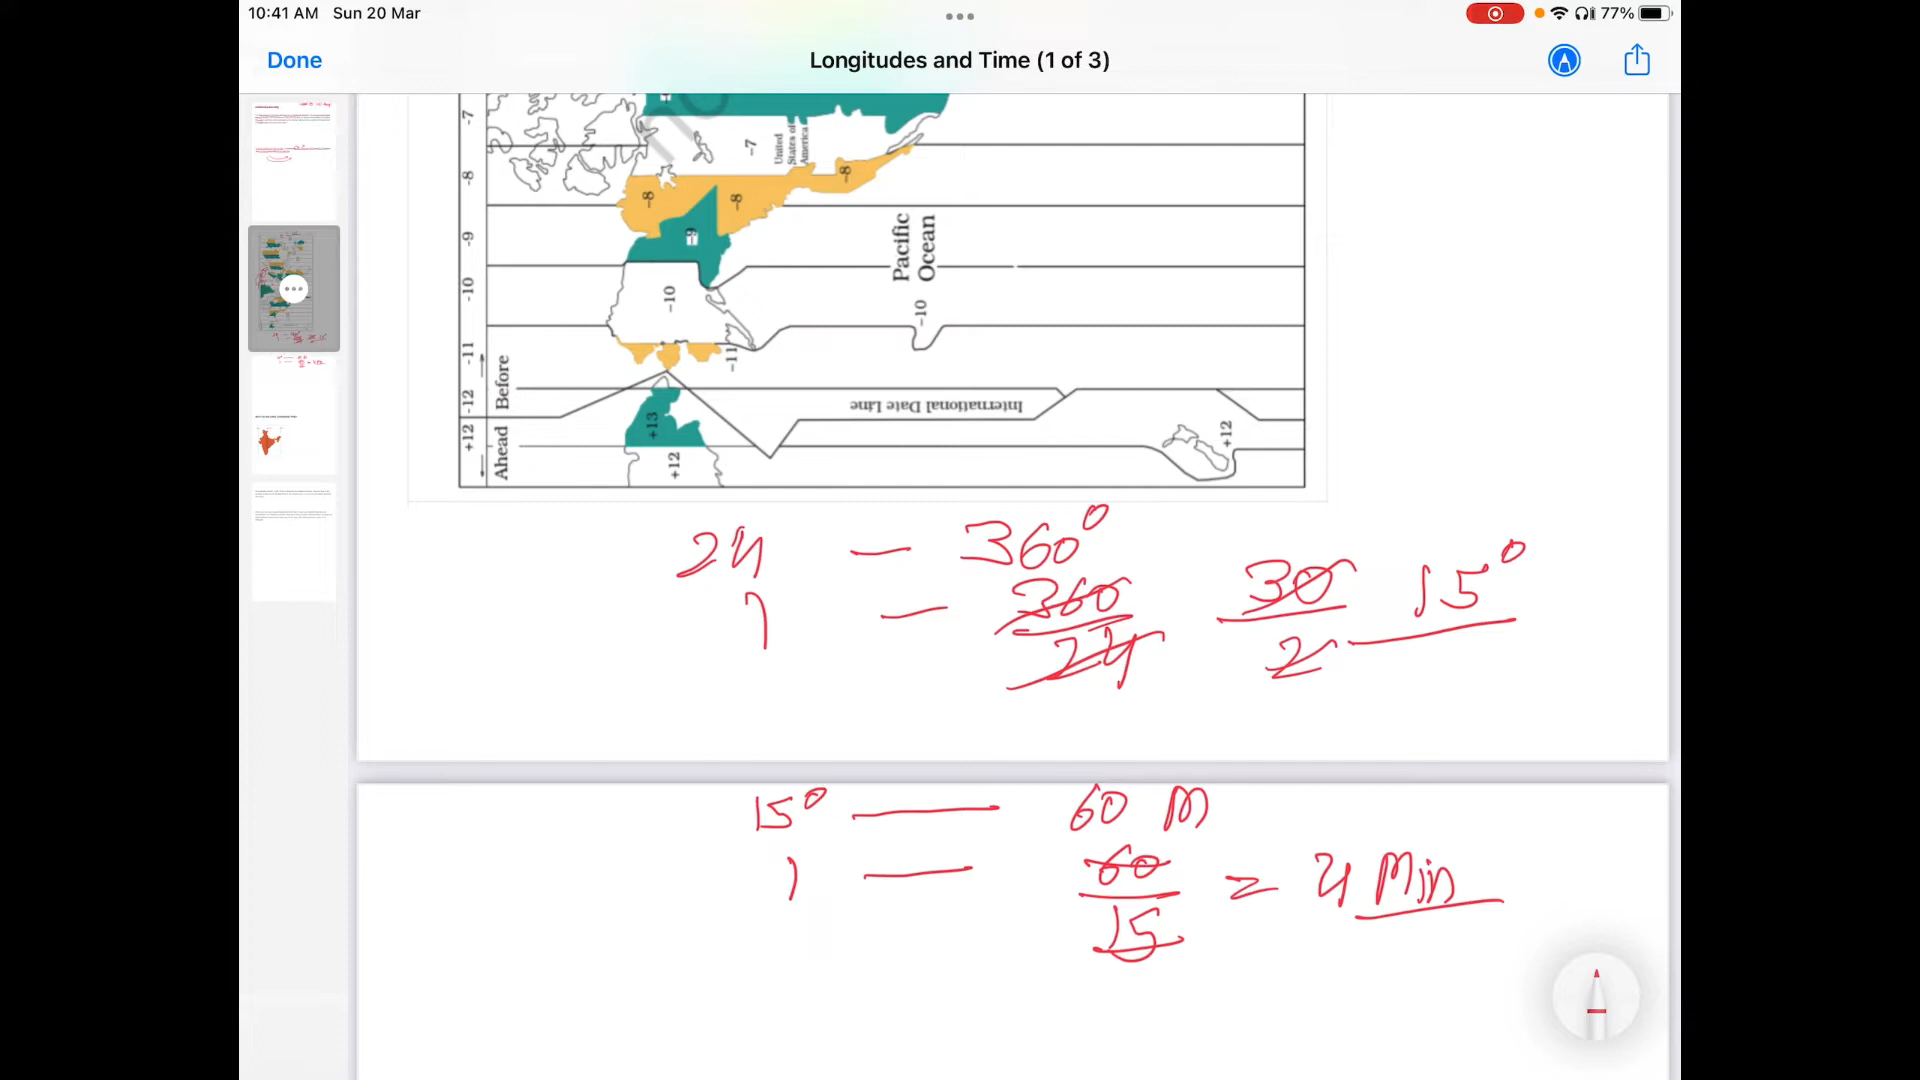 10:41 AM Sun 20 Mar
77%
Done
Longitudes and Time (1 of 3)
-7
-8
-9
-10
-11
-12
+12
Before
Ahead
-7
United
States of
America
-8
-8
-8
-9
-10
-11
Pacific
Ocean
-10
International Date Line
+13
+12
+12
24 — 360°
1 — 360/24 30/2 15°
15° — 60 M
1 — 60/15 = 4 Min